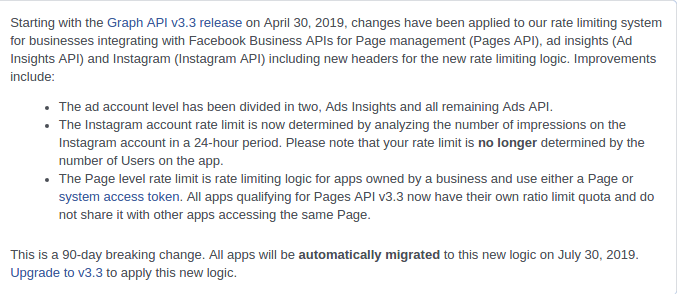 Starting with the Graph API v3.3 release on April 30, 2019, changes have been applied to our rate limiting system
for businesses integrating with Facebook Business APIs for Page management (Pages API), ad insights (Ad
Insights API) and Instagram (Instagram API) including new headers for the new rate limiting logic. Improvements
include:
• The ad account level has been divided in two, Ads Insights and all remaining Ads API.
• The Instagram account rate limit is now determined by analyzing the number of impressions on the
Instagram account in a 24-hour period. Please note that your rate limit is no longer determined by the
number of Users on the app.
• The Page level rate limit is rate limiting logic for apps owned by a business and use either a Page or
system access token. All apps qualifying for Pages API v3.3 now have their own ratio limit quota and do
not share it with other apps accessing the same Page.
This is a 90-day breaking change. All apps will be automatically migrated to this new logic on July 30, 2019.
Upgrade to v3.3 to apply this new logic.